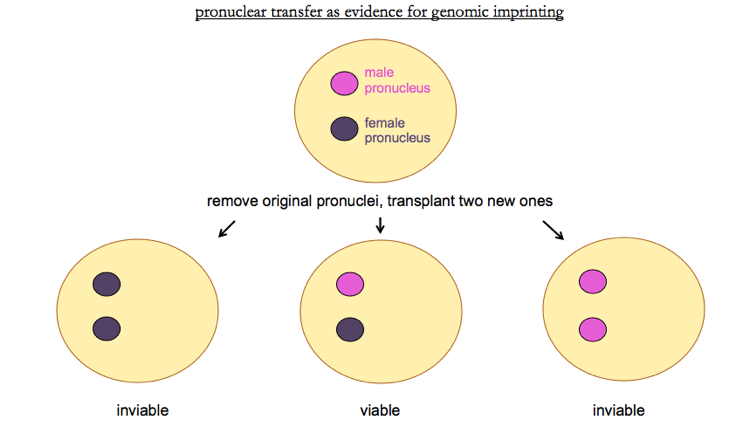 pronuclear transfer as evidence for genomic imprinting
male
pronucleus
female
pronucleus
remove original pronuclei, transplant two new ones
inviable
viable
inviable